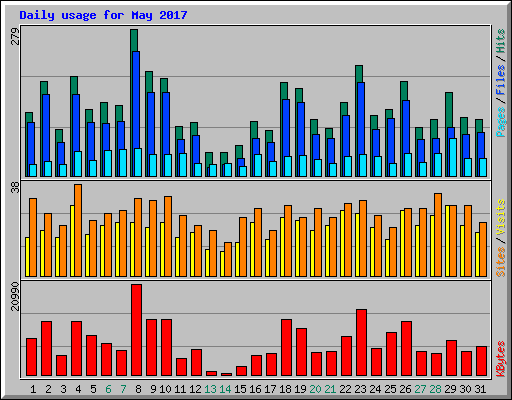 Daily usage for May 2017
279
Pages / Files / Hits
38
Sites / Visits
20990
KBytes
1 2 3 4 5 6 7 8 9 10 11 12 13 14 15 16 17 18 19 20 21 22 23 24 25 26 27 28 29 30 31